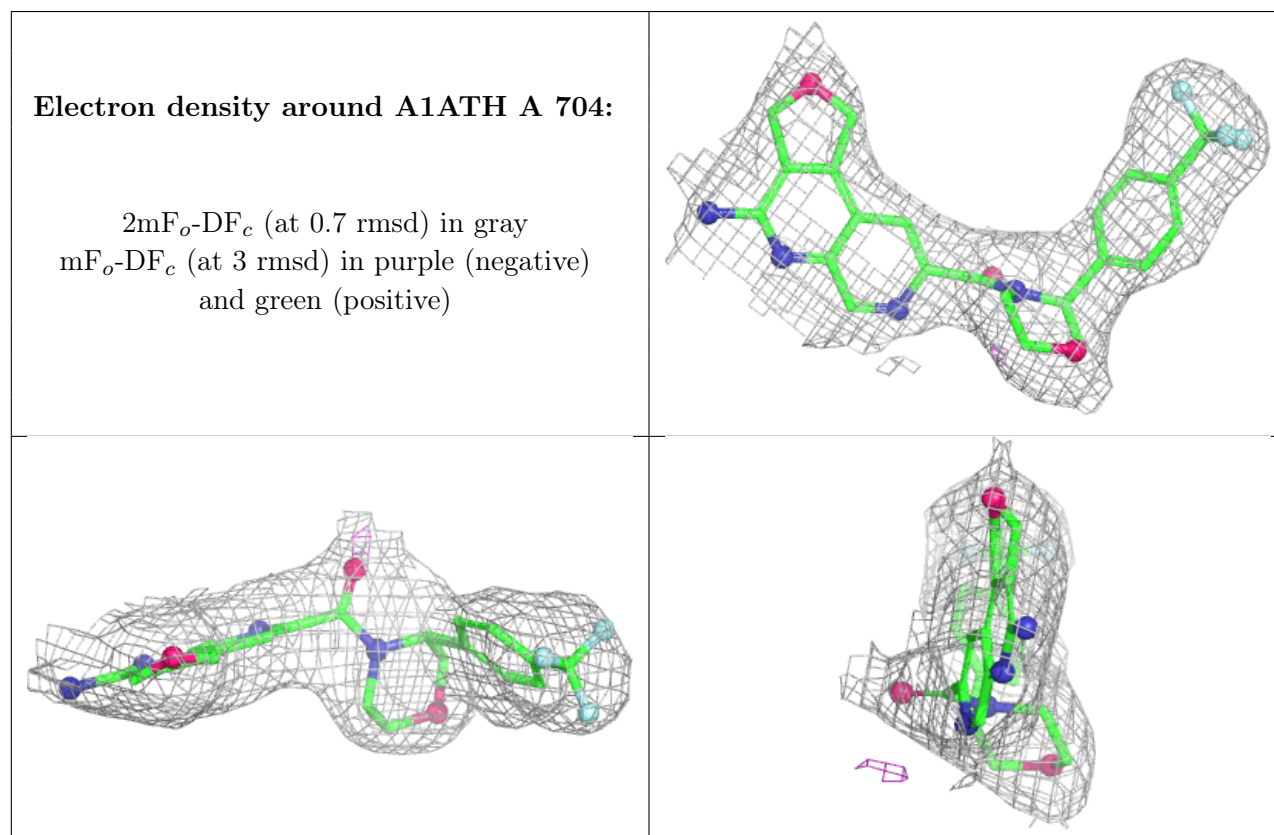 Electron density around A1ATH A 704:
2mFo-DFc (at 0.7 rmsd) in gray
mFo-DFc (at 3 rmsd) in purple (negative)
and green (positive)